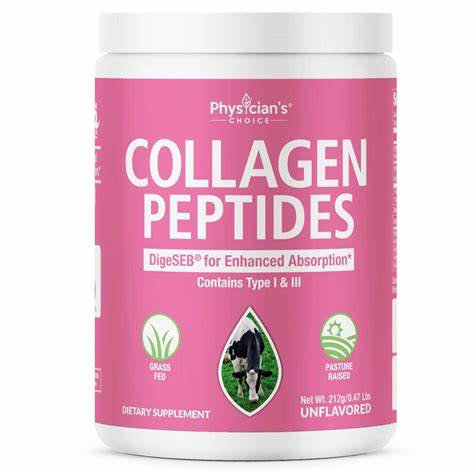 Physician's®
CHOICE
COLLAGEN
PEPTIDES
DigeSEB® for Enhanced Absorption*
Contains Type I & III
GRASS
FED
PASTURE
RAISED
DIETARY SUPPLEMENT
Net Wt. 212g/0.47 Lbs
UNFLAVORED